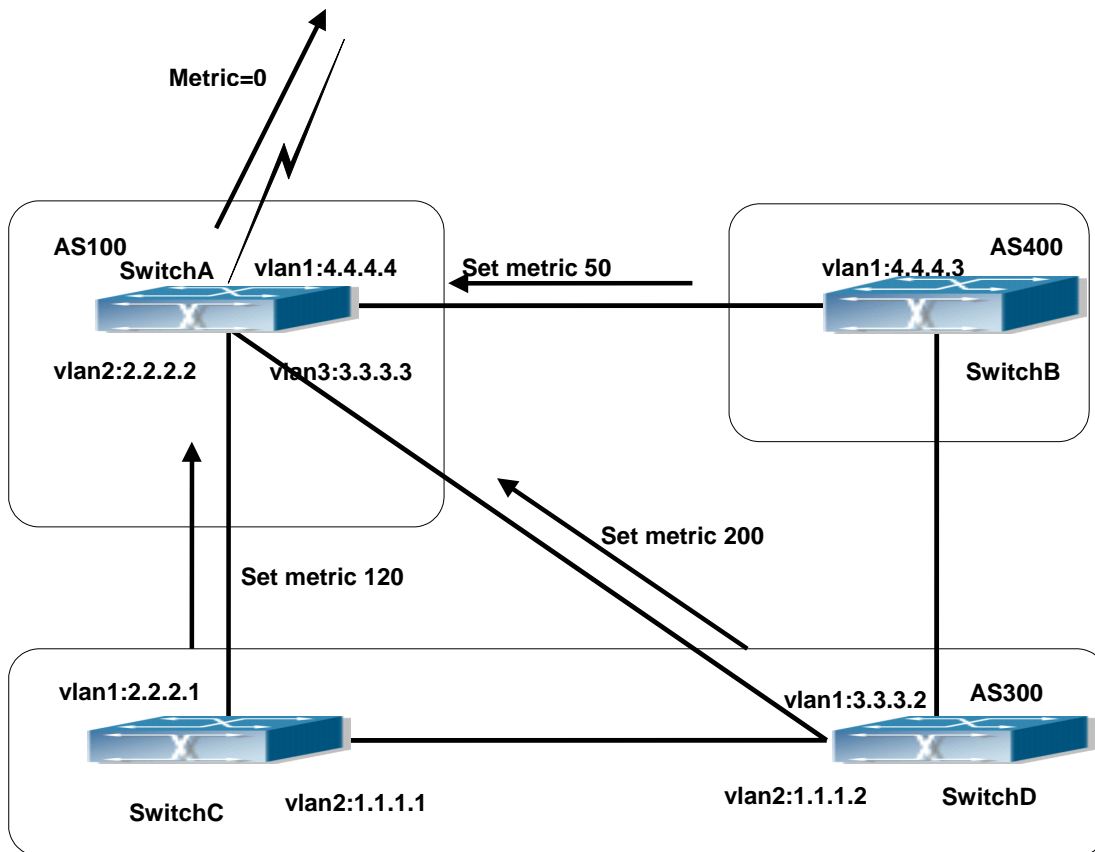 Metric=0
AS100
SwitchA
vlan1:4.4.4.4
Set metric 50
AS400
vlan1:4.4.4.3
vlan2:2.2.2.2
vlan3:3.3.3.3
SwitchB
Set metric 200
Set metric 120
vlan1:2.2.2.1
vlan1:3.3.3.2
AS300
SwitchC
vlan2:1.1.1.1
vlan2:1.1.1.2
SwitchD